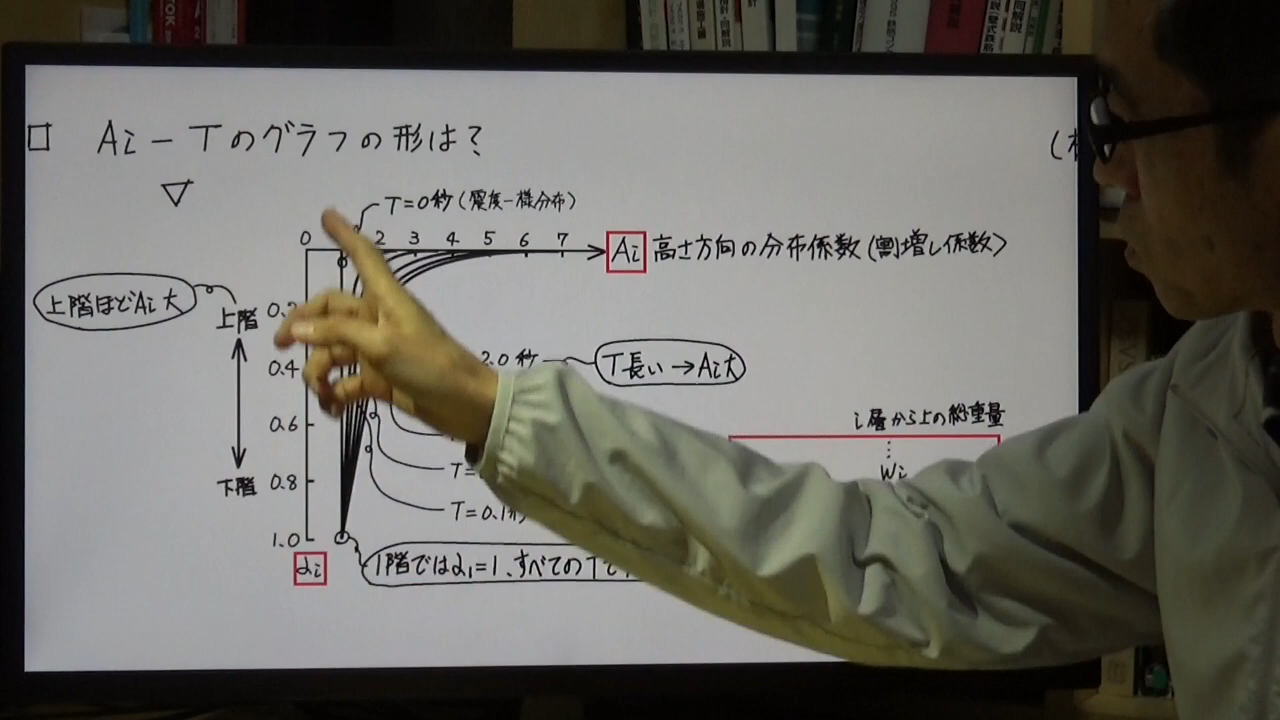 □ Ai-Tのグラフの形は?
▽
T=0秒(震度一様分布)
0 2 3 4 5 6 7
Ai 高さ方向の分布係数(割増し係数)
上階ほどAi大
上階
0.2
0.4
2.0秒
T長い→Ai大
0.6
i層から上の総重量
Wi
下階
0.8
T=
T=0.1秒
1.0
αi
1階ではα₁=1、すべてのTで